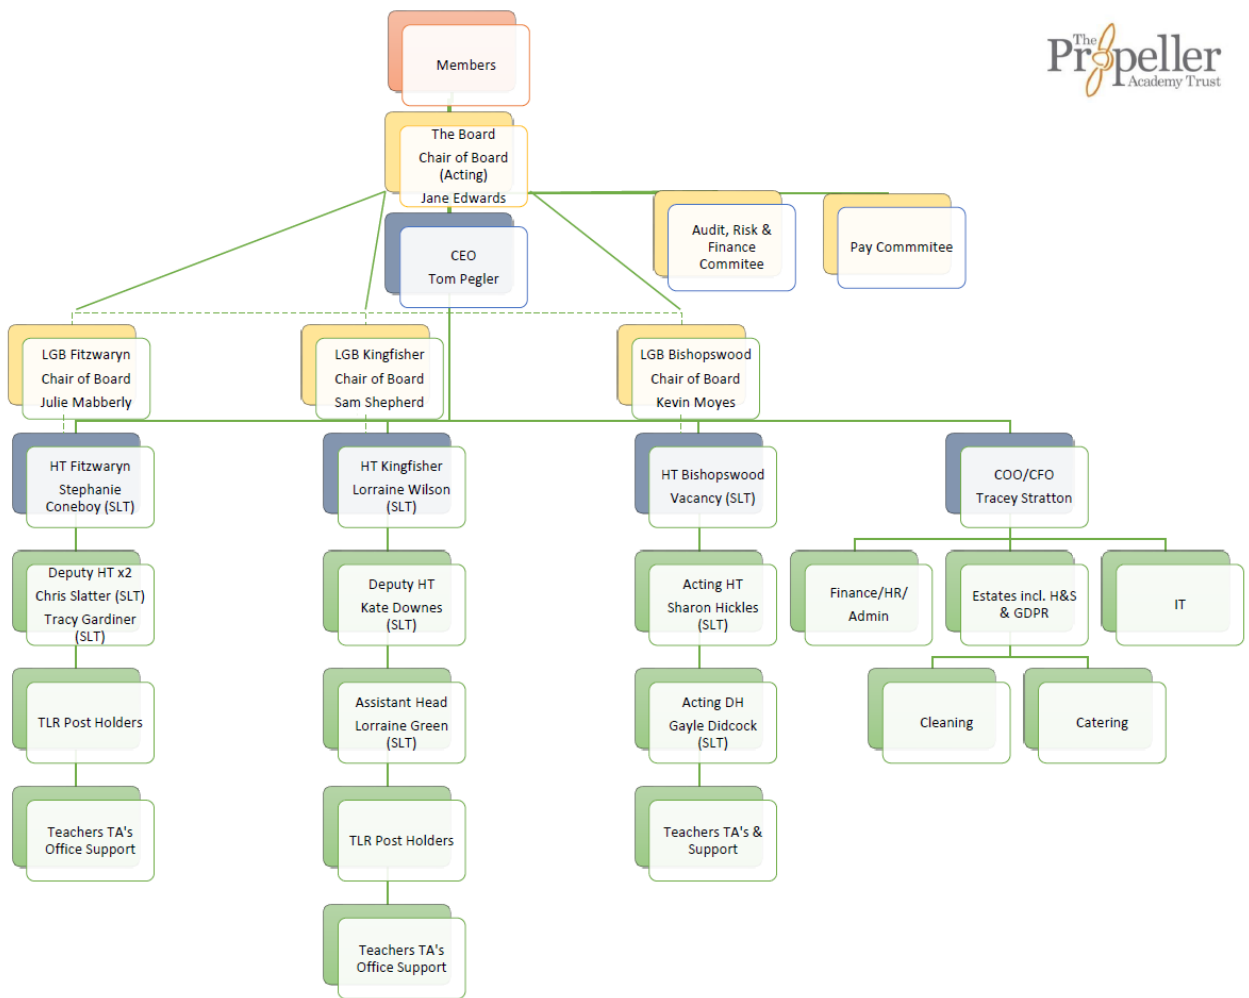 The
Propeller
Academy Trust
Members
The Board
Chair of Board
(Acting)
Jane Edwards
Audit, Risk &
Finance
Commitee
Pay Commmitee
CEO
Tom Pegler
LGB Fitzwaryn
Chair of Board
Julie Mabberly
LGB Kingfisher
Chair of Board
Sam Shepherd
LGB Bishopswood
Chair of Board
Kevin Moyes
HT Fitzwaryn
Stephanie
Coneboy (SLT)
HT Kingfisher
Lorraine Wilson
(SLT)
HT Bishopswood
Vacancy (SLT)
COO/CFO
Tracey Stratton
Deputy HT x2
Chris Slatter (SLT)
Tracy Gardiner
(SLT)
Deputy HT
Kate Downes
(SLT)
Acting HT
Sharon Hickles
(SLT)
Finance/HR/
Admin
Estates incl. H&S
& GDPR
IT
TLR Post Holders
Assistant Head
Lorraine Green
(SLT)
Acting DH
Gayle Didcock
(SLT)
Cleaning
Catering
Teachers TA's
Office Support
TLR Post Holders
Teachers TA's &
Support
Teachers TA's
Office Support